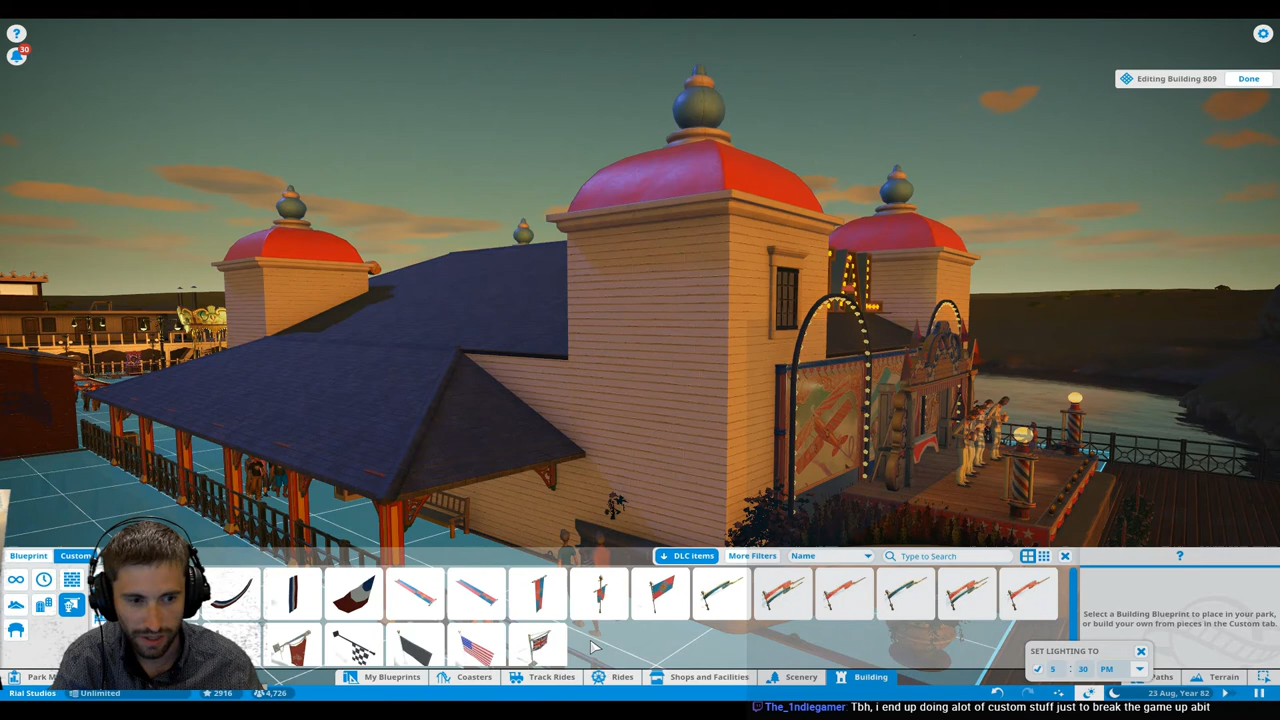 ?
30
Editing Building 809 Done
Blueprint Custom
DLC items More Filters Name Type to Search
?
Select a Building Blueprint to place in your park,
or build your own from pieces in the Custom tab.
SET LIGHTING TO
5 : 30 PM
Park M My Blueprints Coasters Track Rides Rides Shops and Facilities Scenery Building Paths Terrain
Rial Studios Unlimited 2916 4,726 23 Aug, Year 82
The_1ndiegamer: Tbh, i end up doing alot of custom stuff just to break the game up abit